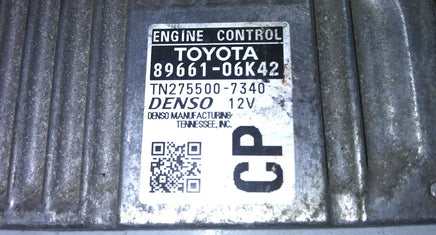 ENGINE CONTROL
TOYOTA
89661-06K42
TN275500-7340
DENSO 12V
DENSO MANUFACTURING
TENNESSEE, INC.
CP